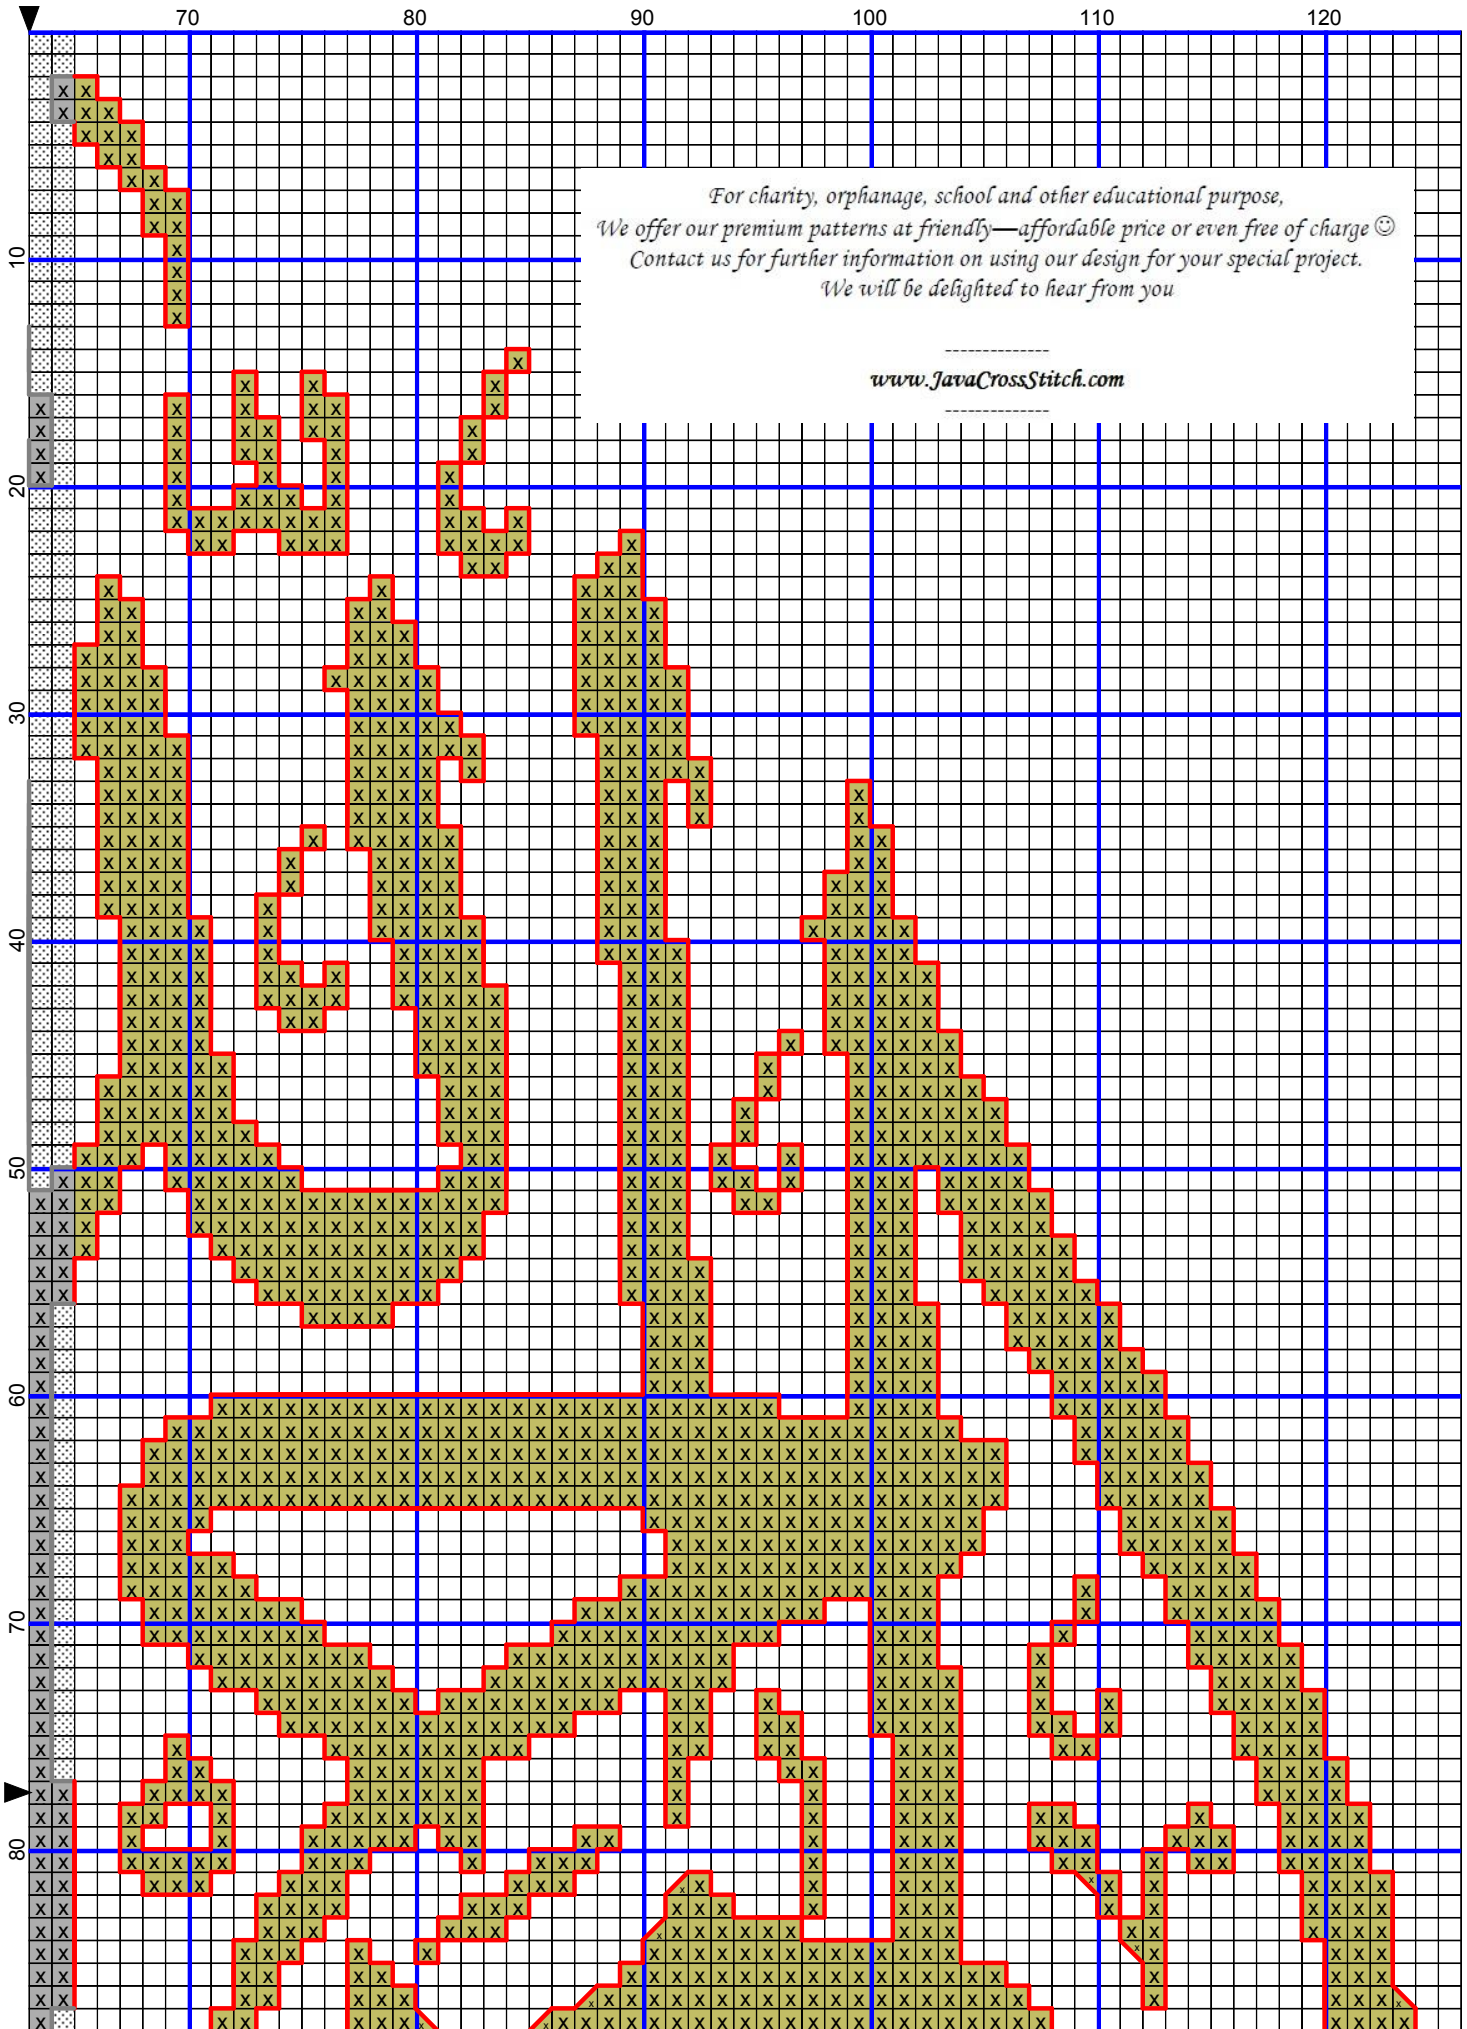 70 80 90 100 110 120
For charity, orphanage, school and other educational purpose,
We offer our premium patterns at friendly—affordable price or even free of charge ☺
Contact us for further information on using our design for your special project.
We will be delighted to hear from you
--------------
www.JavaCrossStitch.com
--------------
10
20
30
40
50
60
70
80